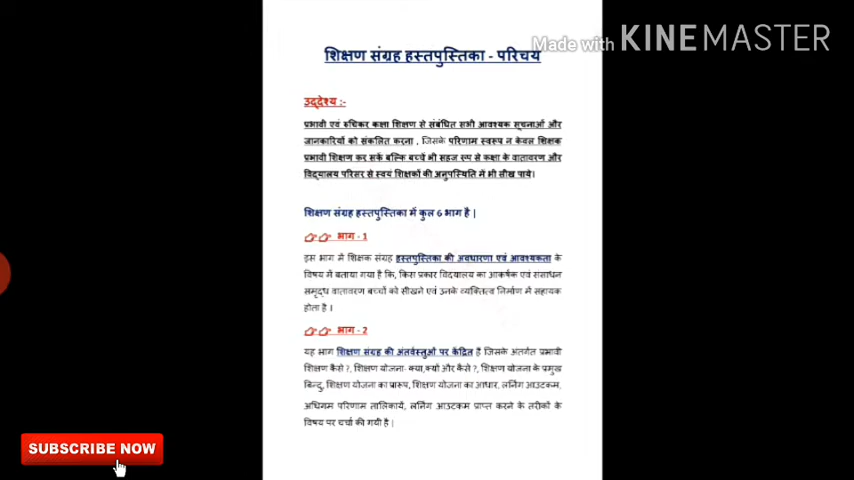 शिक्षण संग्रह हस्तपुस्तिका - परिचय
Made with KINEMASTER
उद्देश्य :-
प्रभावी एवं रुचिकर कक्षा शिक्षण से संबंधित सभी आवश्यक सूचनाओं और
जानकारियों को संकलित करना , जिसके परिणाम स्वरूप न केवल शिक्षक
प्रभावी शिक्षण कर सकें बल्कि बच्चे भी सहज रुप से कक्षा के वातावरण और
विद्यालय परिसर से स्वयं शिक्षकों की अनुपस्थिति में भी सीख पाये।
शिक्षण संग्रह हस्तपुस्तिका में कुल 6 भाग है |
भाग - 1
इस भाग में शिक्षक संग्रह हस्तपुस्तिका की अवधारणा एवं आवश्यकता के
विषय में बताया गया है कि, किस प्रकार विद्यालय का आकर्षक एवं संसाधन
समृद्ध वातावरण बच्चों को सीखने एवं उनके व्यक्तित्व निर्माण में सहायक
होता है ।
भाग - 2
यह भाग शिक्षण संग्रह की अंतर्वस्तुओं पर केंद्रित है जिसके अंतर्गत प्रभावी
शिक्षण कैसे ?, शिक्षण योजना- क्या,क्यों और कैसे ?, शिक्षण योजना के प्रमुख
बिन्दु, शिक्षण योजना का प्रारूप, शिक्षण योजना का आधार, लर्निंग आउटकम,
अधिगम परिणाम तालिकायें, लर्निंग आउटकम प्राप्त करने के तरीकों के
विषय पर चर्चा की गयी है |
SUBSCRIBE NOW